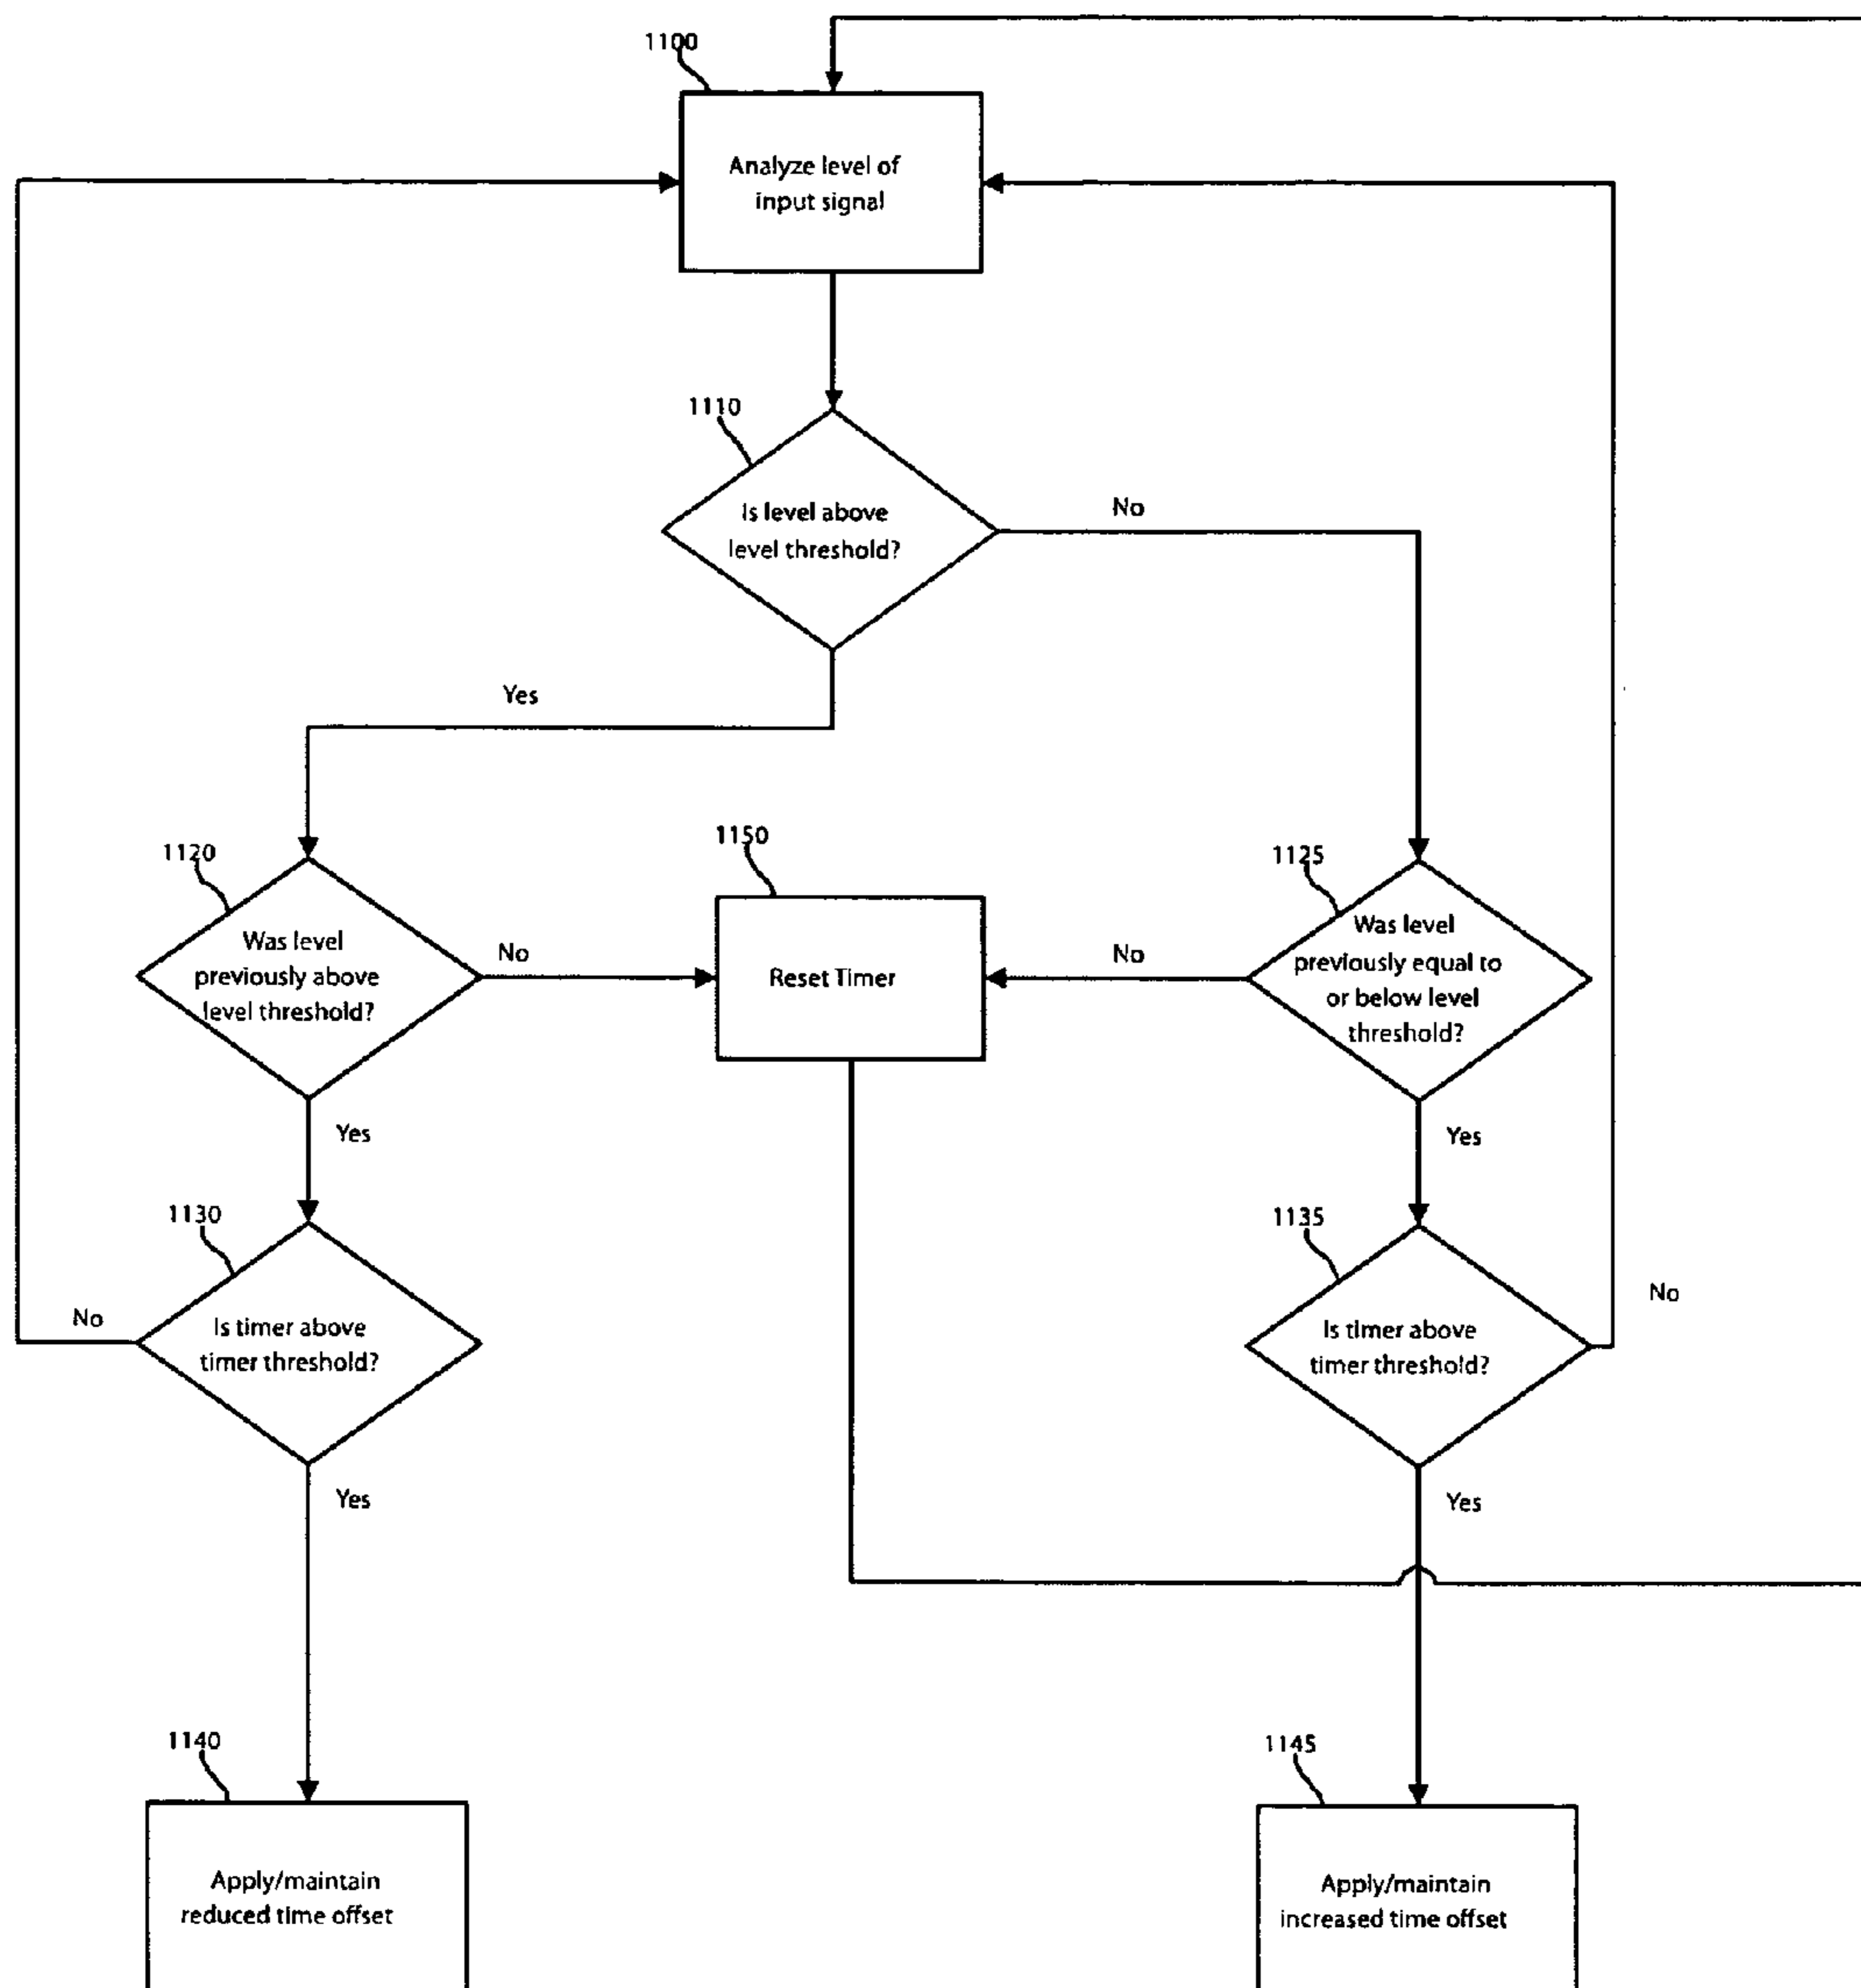 1100
Analyze level of
input signal
1110
Is level above
level threshold?
No
Yes
1120
Was level
previously above
level threshold?
No
1150
Reset Timer
No
1125
Was level
previously equal to
or below level
threshold?
Yes
Yes
1130
Is timer above
timer threshold?
No
1135
Is timer above
timer threshold?
No
Yes
Yes
1140
Apply/maintain
reduced time offset
1145
Apply/maintain
increased time offset